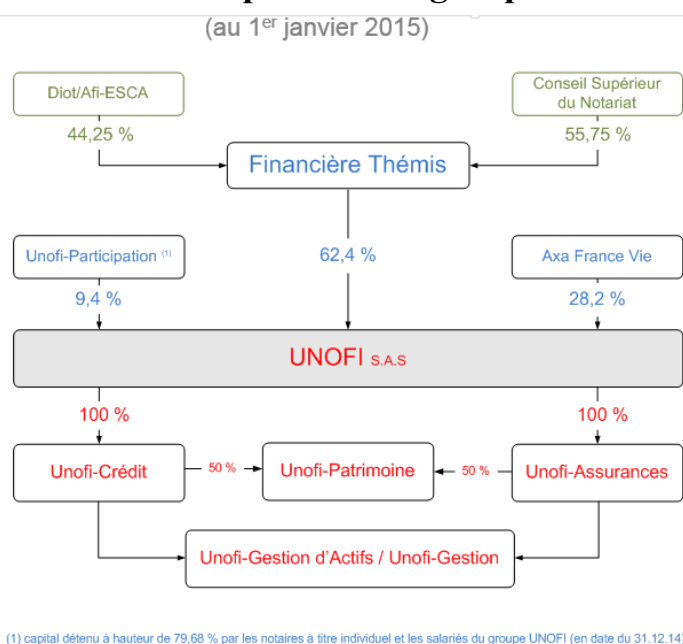 (au 1er janvier 2015)
Diot/Afi-ESCA
Conseil Supérieur
du Notariat
44,25 %
55,75 %
Financière Thémis
Unofi-Participation (1)
62,4 %
Axa France Vie
9,4 %
28,2 %
UNOFI S.A.S
100 %
100 %
Unofi-Crédit
50 %
Unofi-Patrimoine
50 %
Unofi-Assurances
Unofi-Gestion d'Actifs / Unofi-Gestion
(1) capital détenu à hauteur de 79,68 % par les notaires à titre individuel et les salariés du groupe UNOFI (en date du 31.12.14)